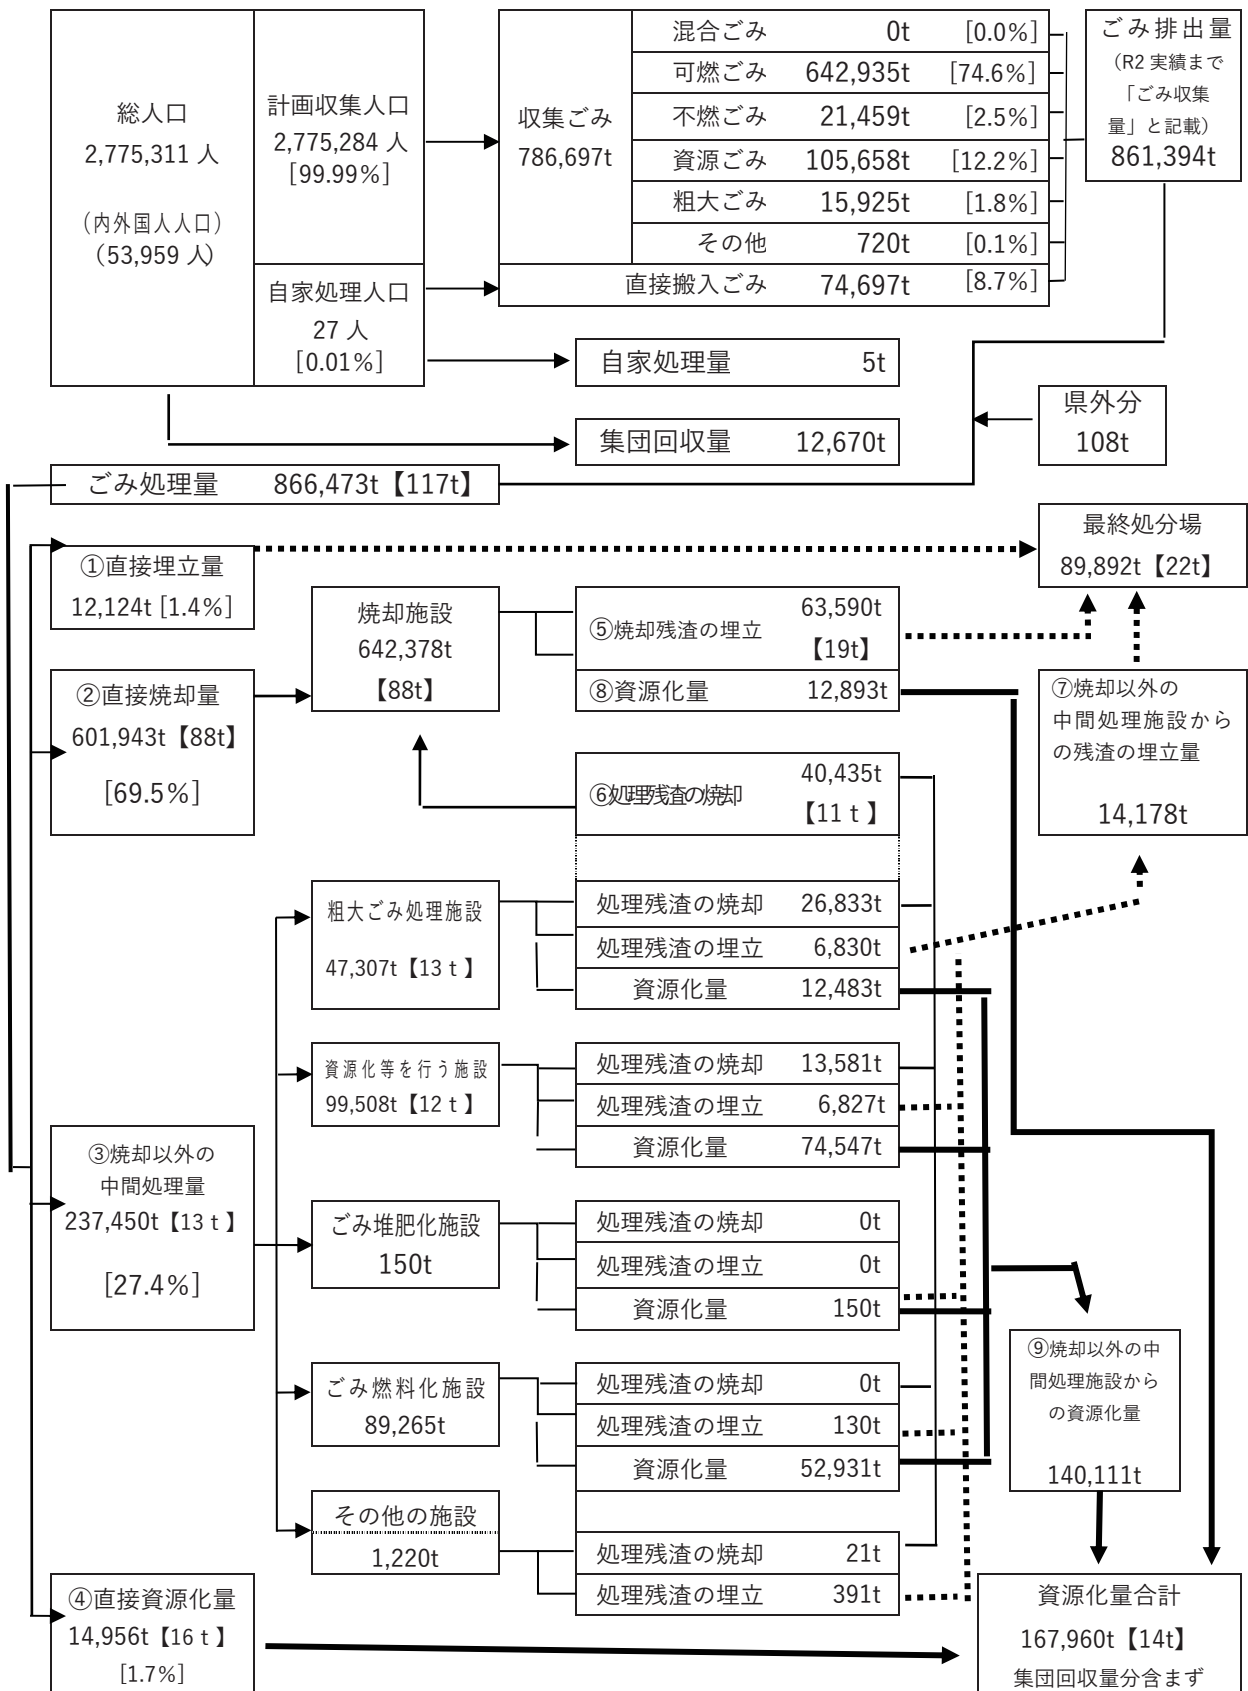 総人口
2,775,311 人
（内外国人人口）
（53,959 人）
計画収集人口
2,775,284 人
[99.99%]
自家処理人口
27 人
[0.01%]
収集ごみ
786,697t
混合ごみ 0t [0.0%]
可燃ごみ 642,935t [74.6%]
不燃ごみ 21,459t [2.5%]
資源ごみ 105,658t [12.2%]
粗大ごみ 15,925t [1.8%]
その他 720t [0.1%]
直接搬入ごみ 74,697t [8.7%]
ごみ排出量
（R2 実績まで
「ごみ収集
量」と記載）
861,394t
自家処理量 5t
集団回収量 12,670t
県外分
108t
ごみ処理量 866,473t【117t】
最終処分場
89,892t【22t】
①直接埋立量
12,124t [1.4%]
②直接焼却量
601,943t【88t】
[69.5%]
焼却施設
642,378t
【88t】
⑤焼却残渣の埋立 63,590t
【19t】
⑧資源化量 12,893t
⑥処理残渣の焼却 40,435t
【11ｔ】
⑦焼却以外の
中間処理施設から
の残渣の埋立量
14,178t
粗大ごみ処理施設
47,307t【13ｔ】
処理残渣の焼却 26,833t
処理残渣の埋立 6,830t
資源化量 12,483t
資源化等を行う施設
99,508t【12ｔ】
処理残渣の焼却 13,581t
処理残渣の埋立 6,827t
資源化量 74,547t
③焼却以外の
中間処理量
237,450t【13ｔ】
[27.4%]
ごみ堆肥化施設
150t
処理残渣の焼却 0t
処理残渣の埋立 0t
資源化量 150t
ごみ燃料化施設
89,265t
処理残渣の焼却 0t
処理残渣の埋立 130t
資源化量 52,931t
⑨焼却以外の中
間処理施設から
の資源化量
140,111t
その他の施設
1,220t
処理残渣の焼却 21t
処理残渣の埋立 391t
④直接資源化量
14,956t【16ｔ】
[1.7%]
資源化量合計
167,960t【14t】
集団回収量分含まず